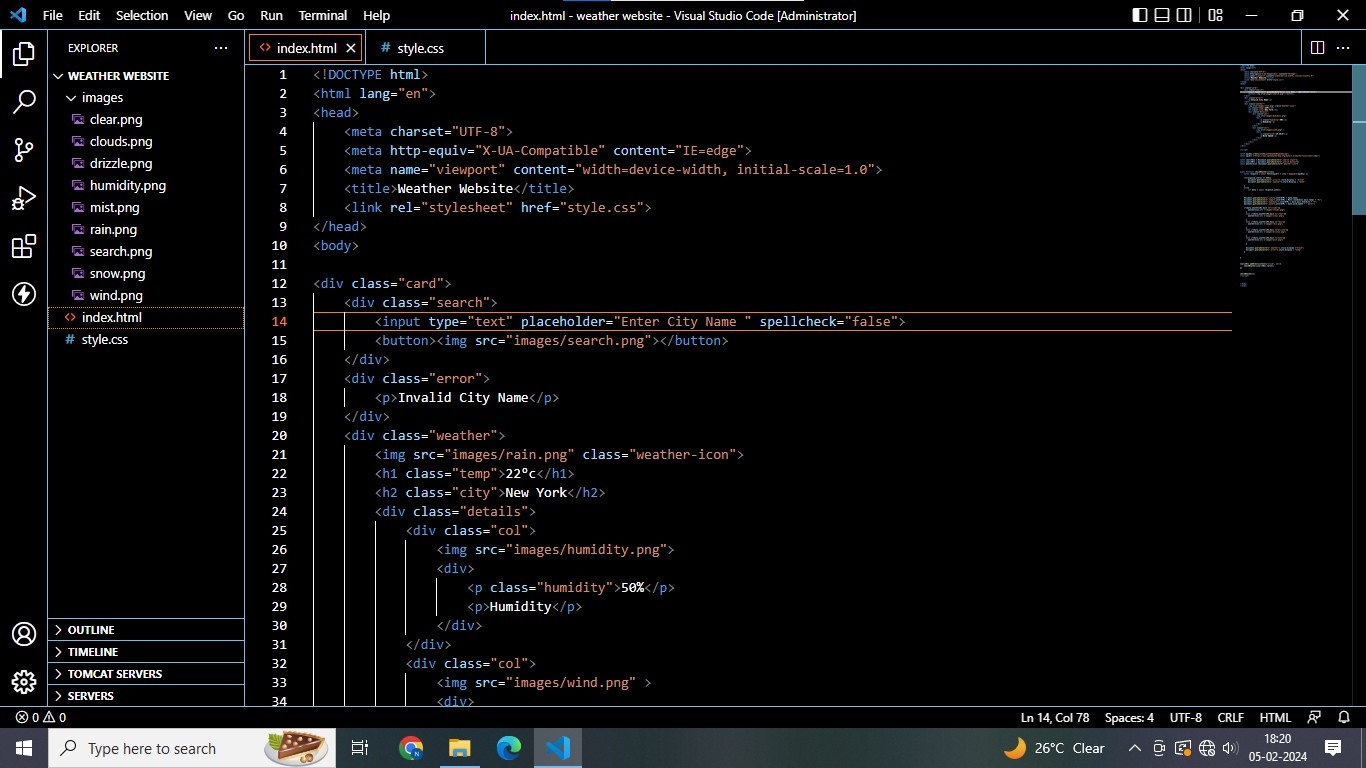 File Edit Selection View Go Run Terminal Help
index.html - weather website - Visual Studio Code [Administrator]
EXPLORER
WEATHER WEBSITE
images
clear.png
clouds.png
drizzle.png
humidity.png
mist.png
rain.png
search.png
snow.png
wind.png
<> index.html
# style.css
OUTLINE
TIMELINE
TOMCAT SERVERS
SERVERS
<> index.html
# style.css
1 <!DOCTYPE html>
2 <html lang="en">
3 <head>
4 <meta charset="UTF-8">
5 <meta http-equiv="X-UA-Compatible" content="IE=edge">
6 <meta name="viewport" content="width=device-width, initial-scale=1.0">
7 <title>Weather Website</title>
8 <link rel="stylesheet" href="style.css">
9 </head>
10 <body>
11
12 <div class="card">
13 <div class="search">
14 <input type="text" placeholder="Enter City Name " spellcheck="false">
15 <button><img src="images/search.png"></button>
16 </div>
17 <div class="error">
18 <p>Invalid City Name</p>
19 </div>
20 <div class="weather">
21 <img src="images/rain.png" class="weather-icon">
22 <h1 class="temp">22°c</h1>
23 <h2 class="city">New York</h2>
24 <div class="details">
25 <div class="col">
26 <img src="images/humidity.png">
27 <div>
28 <p class="humidity">50%</p>
29 <p>Humidity</p>
30 </div>
31 </div>
32 <div class="col">
33 <img src="images/wind.png" >
34 <div>
0 0
Ln 14, Col 78 Spaces: 4 UTF-8 CRLF HTML
Type here to search
26°C Clear
18:20
05-02-2024